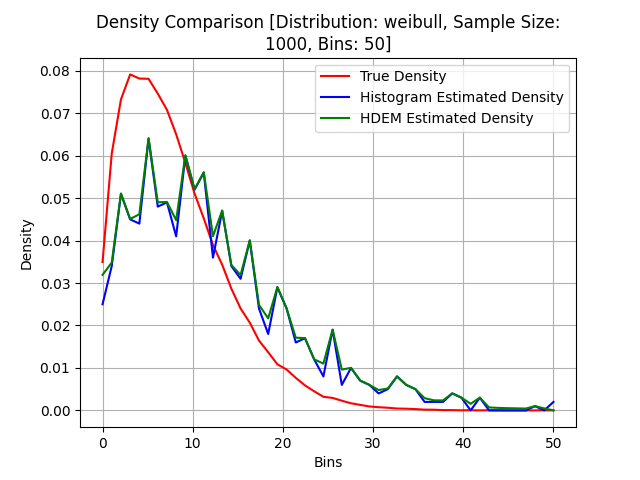 Density Comparison [Distribution: weibull, Sample Size:
1000, Bins: 50]
True Density
Histogram Estimated Density
HDEM Estimated Density
Density
0.08
0.07
0.06
0.05
0.04
0.03
0.02
0.01
0.00
0 10 20 30 40 50
Bins